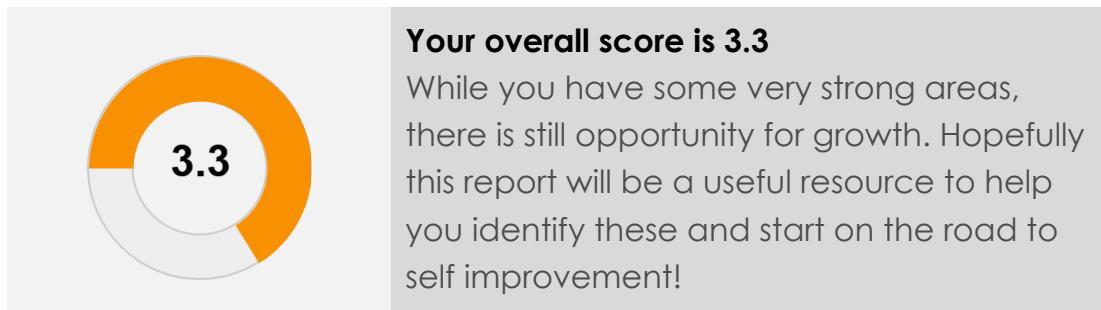 3.3
Your overall score is 3.3
While you have some very strong areas,
there is still opportunity for growth. Hopefully
this report will be a useful resource to help
you identify these and start on the road to
self improvement!